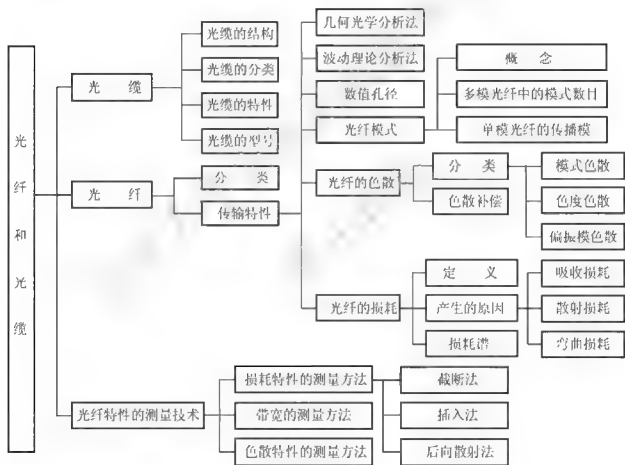 光纤和光缆
光缆
光缆的结构
光缆的分类
光缆的特性
光缆的型号
光纤
分类
传输特性
几何光学分析法
波动理论分析法
数值孔径
光纤模式
概念
多模光纤中的模式数目
单模光纤的传播模
光纤的色散
分类
模式色散
色度色散
偏振模色散
色散补偿
光纤的损耗
定义
产生的原因
吸收损耗
散射损耗
弯曲损耗
损耗谱
光纤特性的测量技术
损耗特性的测量方法
截断法
插入法
后向散射法
带宽的测量方法
色散特性的测量方法